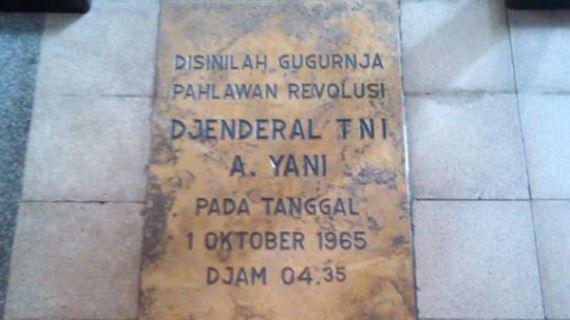 DISINILAH GUGURNJA
PAHLAWAN REVOLUSI
DJENDERAL TNI
A. YANI
PADA TANGGAL
1 OKTOBER 1965
DJAM 04.35